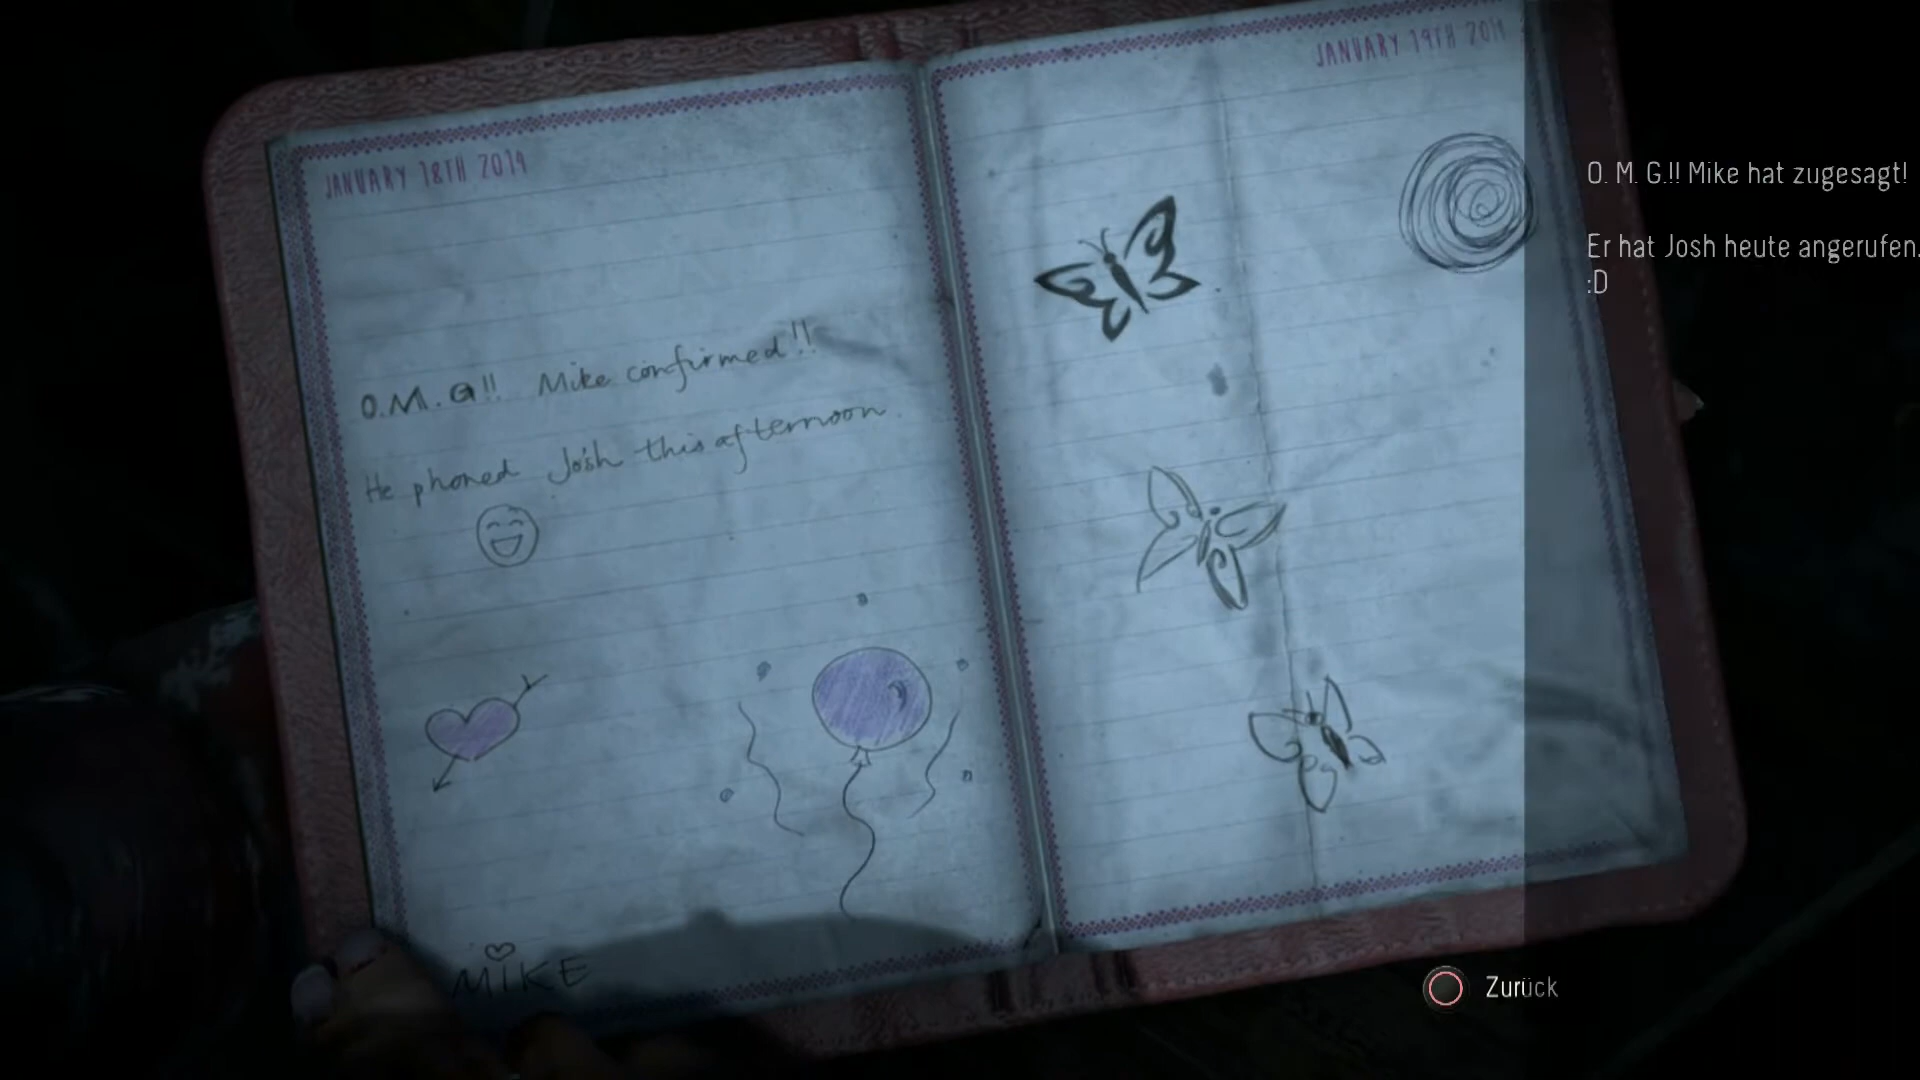 JANUARY 18TH 2014
O.M.G!! Mike confirmed!!
He phoned Josh this afternoon.
MIKE
JANUARY 19TH 201
O. M. G.!! Mike hat zugesagt!
Er hat Josh heute angerufen.
:D
Zurück